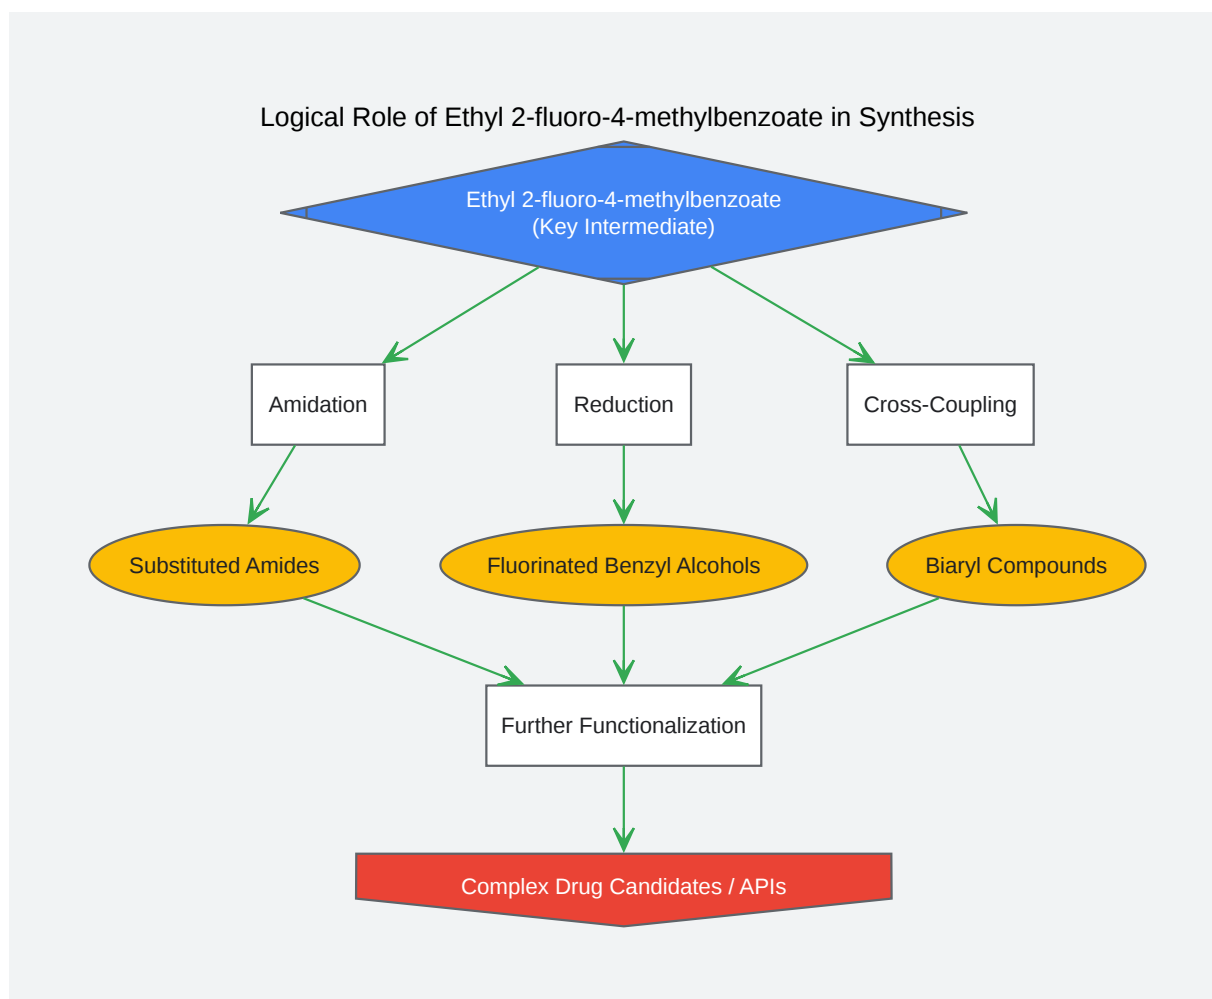 Logical Role of Ethyl 2-fluoro-4-methylbenzoate in Synthesis
Ethyl 2-fluoro-4-methylbenzoate
(Key Intermediate)
Amidation
Reduction
Cross-Coupling
Substituted Amides
Fluorinated Benzyl Alcohols
Biaryl Compounds
Further Functionalization
Complex Drug Candidates / APIs